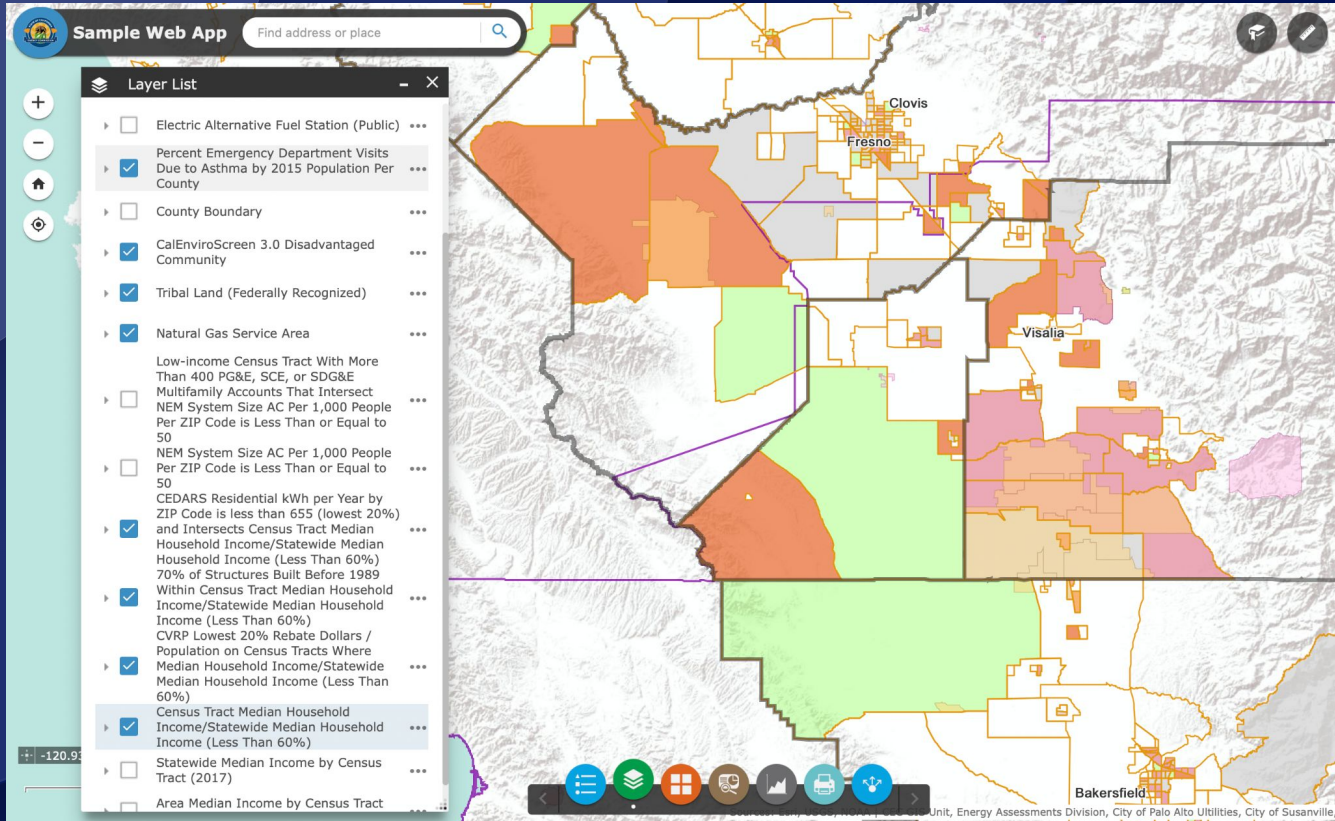 Sample Web App
Find address or place
Layer List
Electric Alternative Fuel Station (Public)
Percent Emergency Department Visits
Due to Asthma by 2015 Population Per
County
County Boundary
CalEnviroScreen 3.0 Disadvantaged
Community
Tribal Land (Federally Recognized)
Natural Gas Service Area
Low-income Census Tract With More
Than 400 PG&E, SCE, or SDG&E
Multifamily Accounts That Intersect
NEM System Size AC Per 1,000 People
Per ZIP Code is Less Than or Equal to
50
NEM System Size AC Per 1,000 People
Per ZIP Code is Less Than or Equal to
50
CEDARS Residential kWh per Year by
ZIP Code is less than 655 (lowest 20%)
and Intersects Census Tract Median
Household Income/Statewide Median
Household Income (Less Than 60%)
70% of Structures Built Before 1989
Within Census Tract Median Household
Income/Statewide Median Household
Income (Less Than 60%)
CVRP Lowest 20% Rebate Dollars /
Population on Census Tracts Where
Median Household Income/Statewide
Median Household Income (Less Than
60%)
Census Tract Median Household
Income/Statewide Median Household
Income (Less Than 60%)
Statewide Median Income by Census
Tract (2017)
Area Median Income by Census Tract
-120.93
Clovis
Fresno
Visalia
Bakersfield
Unit, Energy Assessments Division, City of Palo Alto Ultilities, City of Susanville,